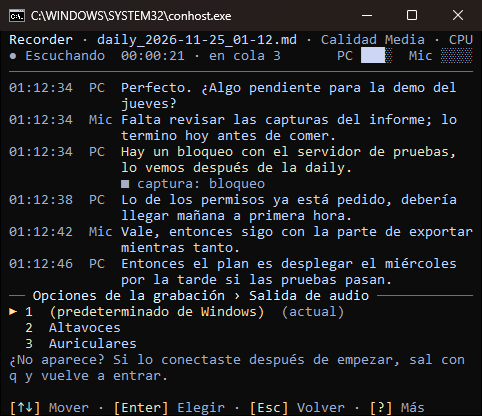 C:\WINDOWS\SYSTEM32\conhost.exe
Recorder · daily_2026-11-25_01-12.md · Calidad Media · CPU
● Escuchando  00:00:21 · en cola 3  PC  Mic
01:12:34  PC  Perfecto. ¿Algo pendiente para la demo del
jueves?
01:12:34  Mic Falta revisar las capturas del informe; lo
termino hoy antes de comer.
01:12:34  PC  Hay un bloqueo con el servidor de pruebas,
lo vemos después de la daily.
■ captura: bloqueo
01:12:38  PC  Lo de los permisos ya está pedido, debería
llegar mañana a primera hora.
01:12:42  Mic Vale, entonces sigo con la parte de exportar
mientras tanto.
01:12:46  PC  Entonces el plan es desplegar el miércoles
por la tarde si las pruebas pasan.
── Opciones de la grabación › Salida de audio ──
► 1  (predeterminado de Windows)  (actual)
2  Altavoces
3  Auriculares
¿No aparece? Si lo conectaste después de empezar, sal con
q y vuelve a entrar.
[↑↓] Mover · [Enter] Elegir · [Esc] Volver · [?] Más